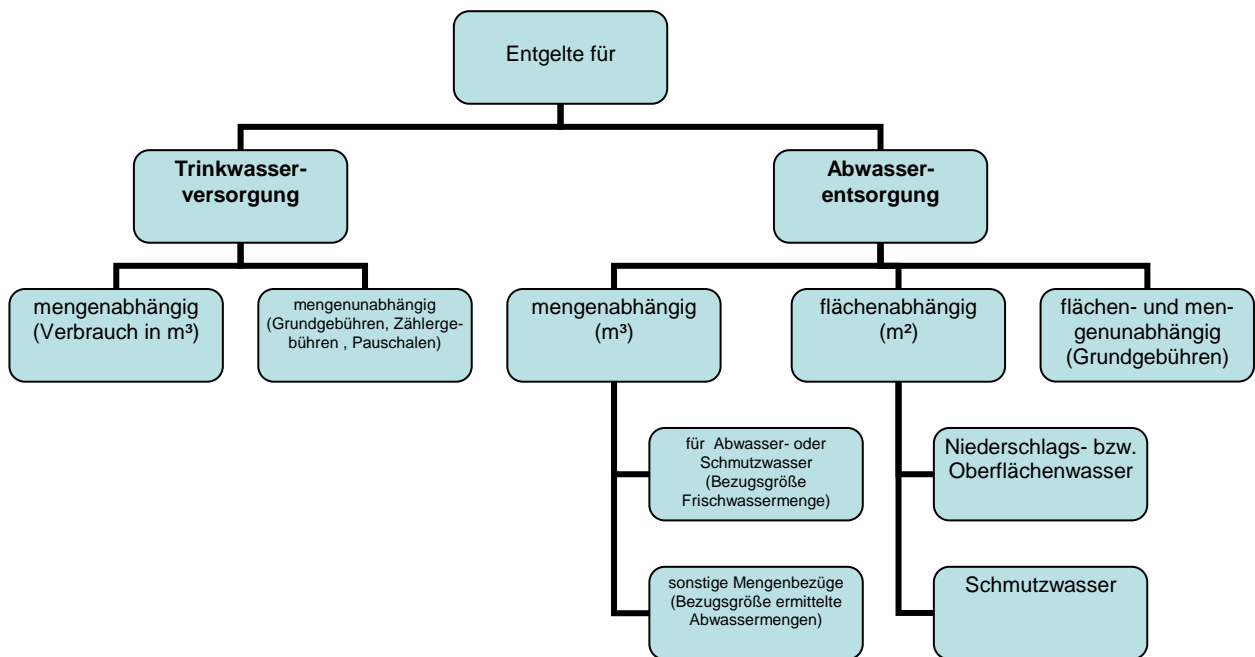 Entgelte für
Trinkwasser-
versorgung
Abwasser-
entsorgung
mengenabhängig
(Verbrauch in m³)
mengenunabhängig
(Grundgebühren, Zählerge-
bühren , Pauschalen)
mengenabhängig
(m³)
flächenabhängig
(m²)
flächen- und men-
genunabhängig
(Grundgebühren)
für Abwasser- oder
Schmutzwasser
(Bezugsgröße
Frischwassermenge)
Niederschlags- bzw.
Oberflächenwasser
sonstige Mengenbezüge
(Bezugsgröße ermittelte
Abwassermengen)
Schmutzwasser